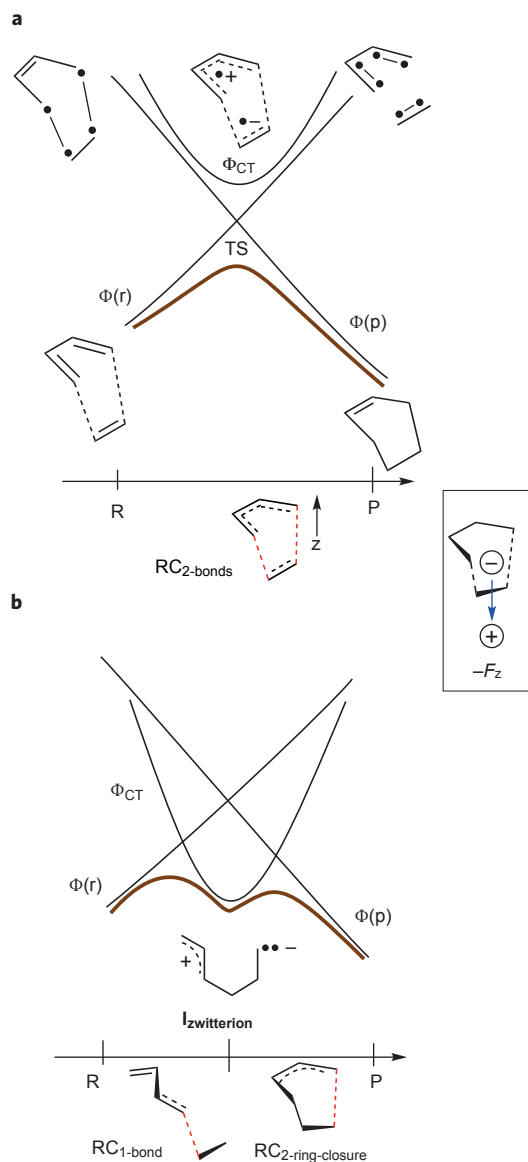 a
+
−
ΦCT
TS
Φ(r)
Φ(p)
R
P
RC2-bonds
z
−
+
−Fz
b
ΦCT
Φ(r)
Φ(p)
+
−
Izwitterion
R
P
RC1-bond
RC2-ring-closure